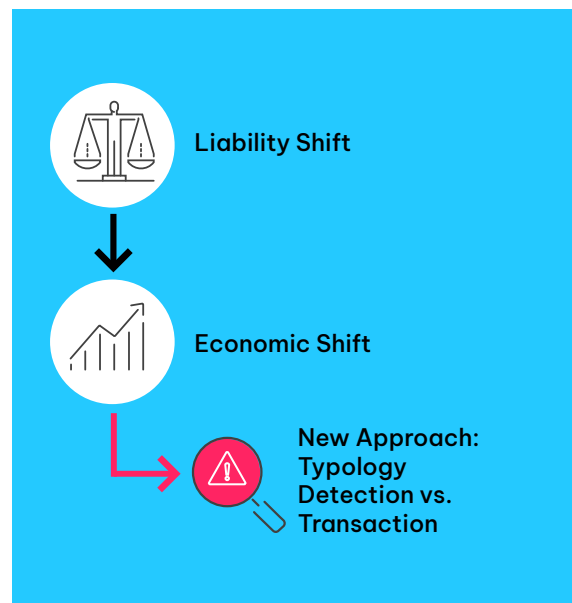 Liability Shift
Economic Shift
New Approach:
Typology
Detection vs.
Transaction